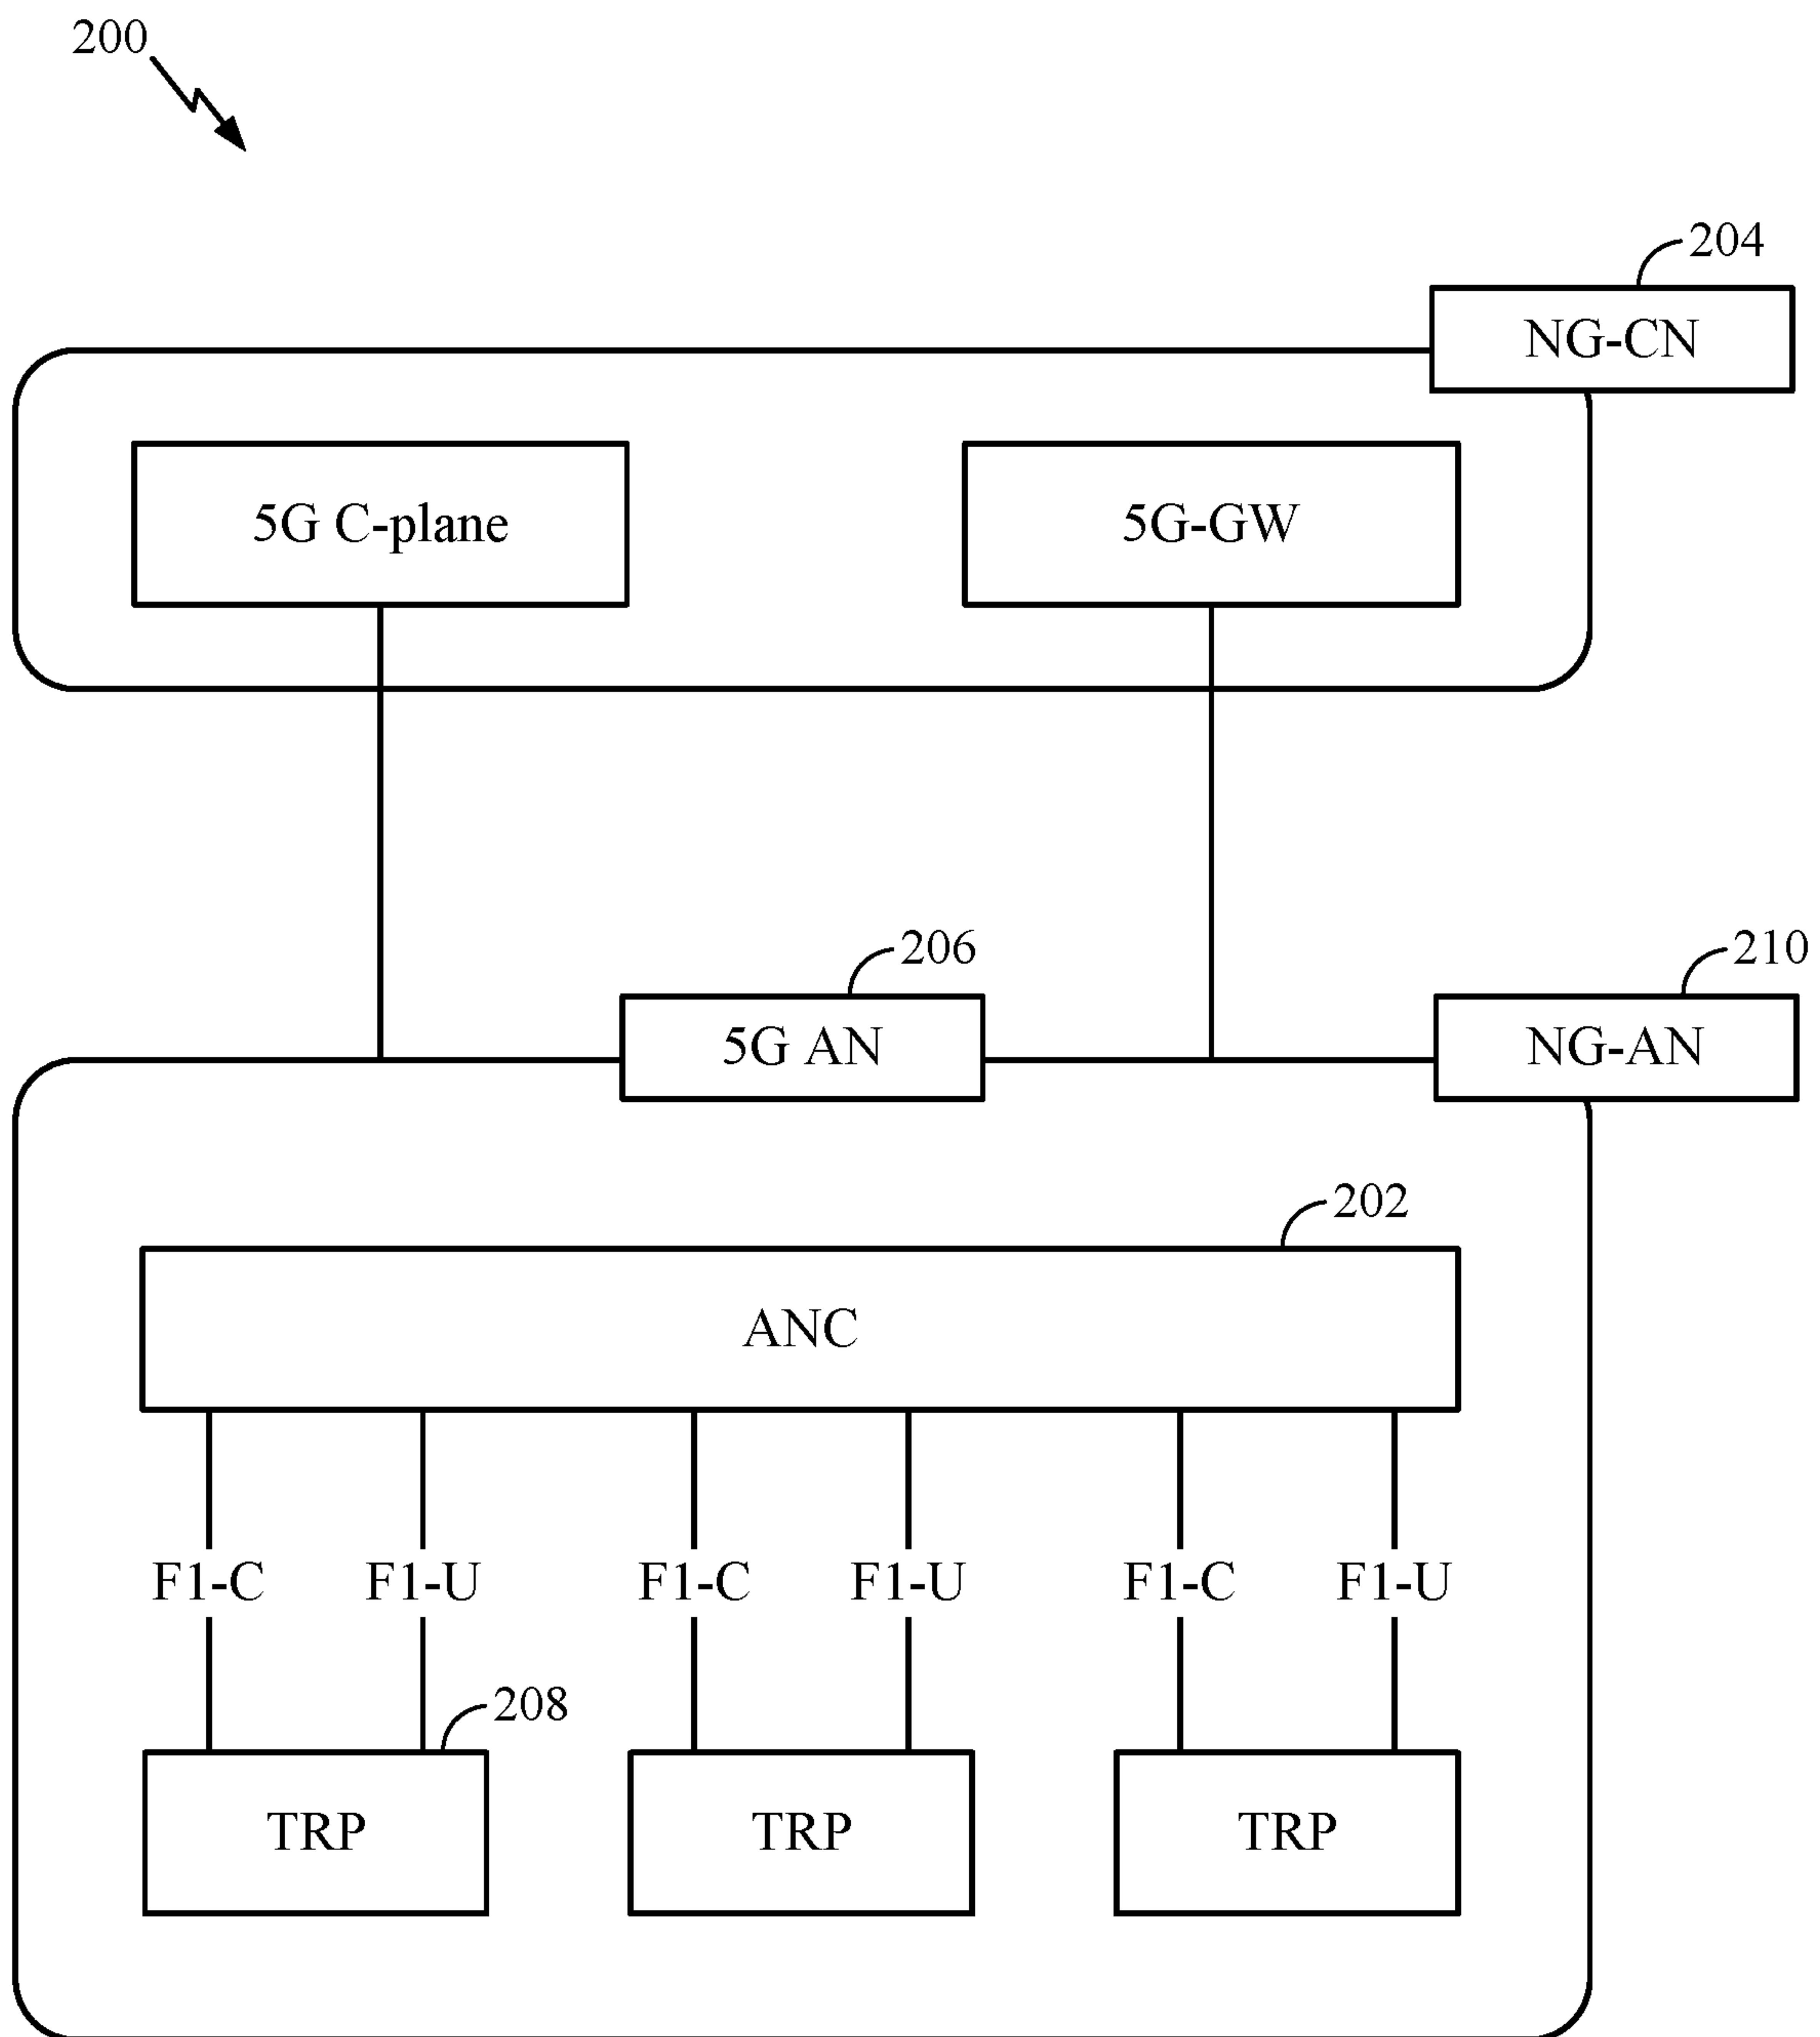 200
204
NG-CN
5G C-plane
5G-GW
206
210
5G AN
NG-AN
202
ANC
F1-C
F1-U
F1-C
F1-U
F1-C
F1-U
208
TRP
TRP
TRP